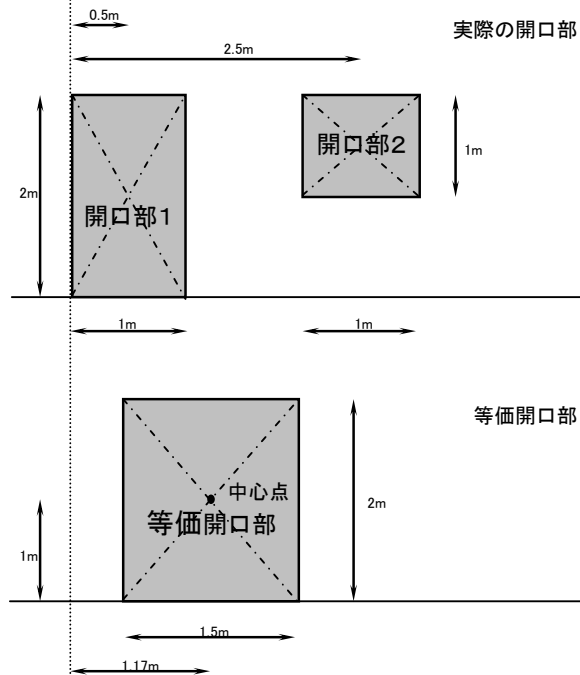 0.5m
実際の開口部
2.5m
開口部2
1m
2m
開口部1
1m
1m
等価開口部
中心点
2m
等価開口部
1m
1.5m
1.17m